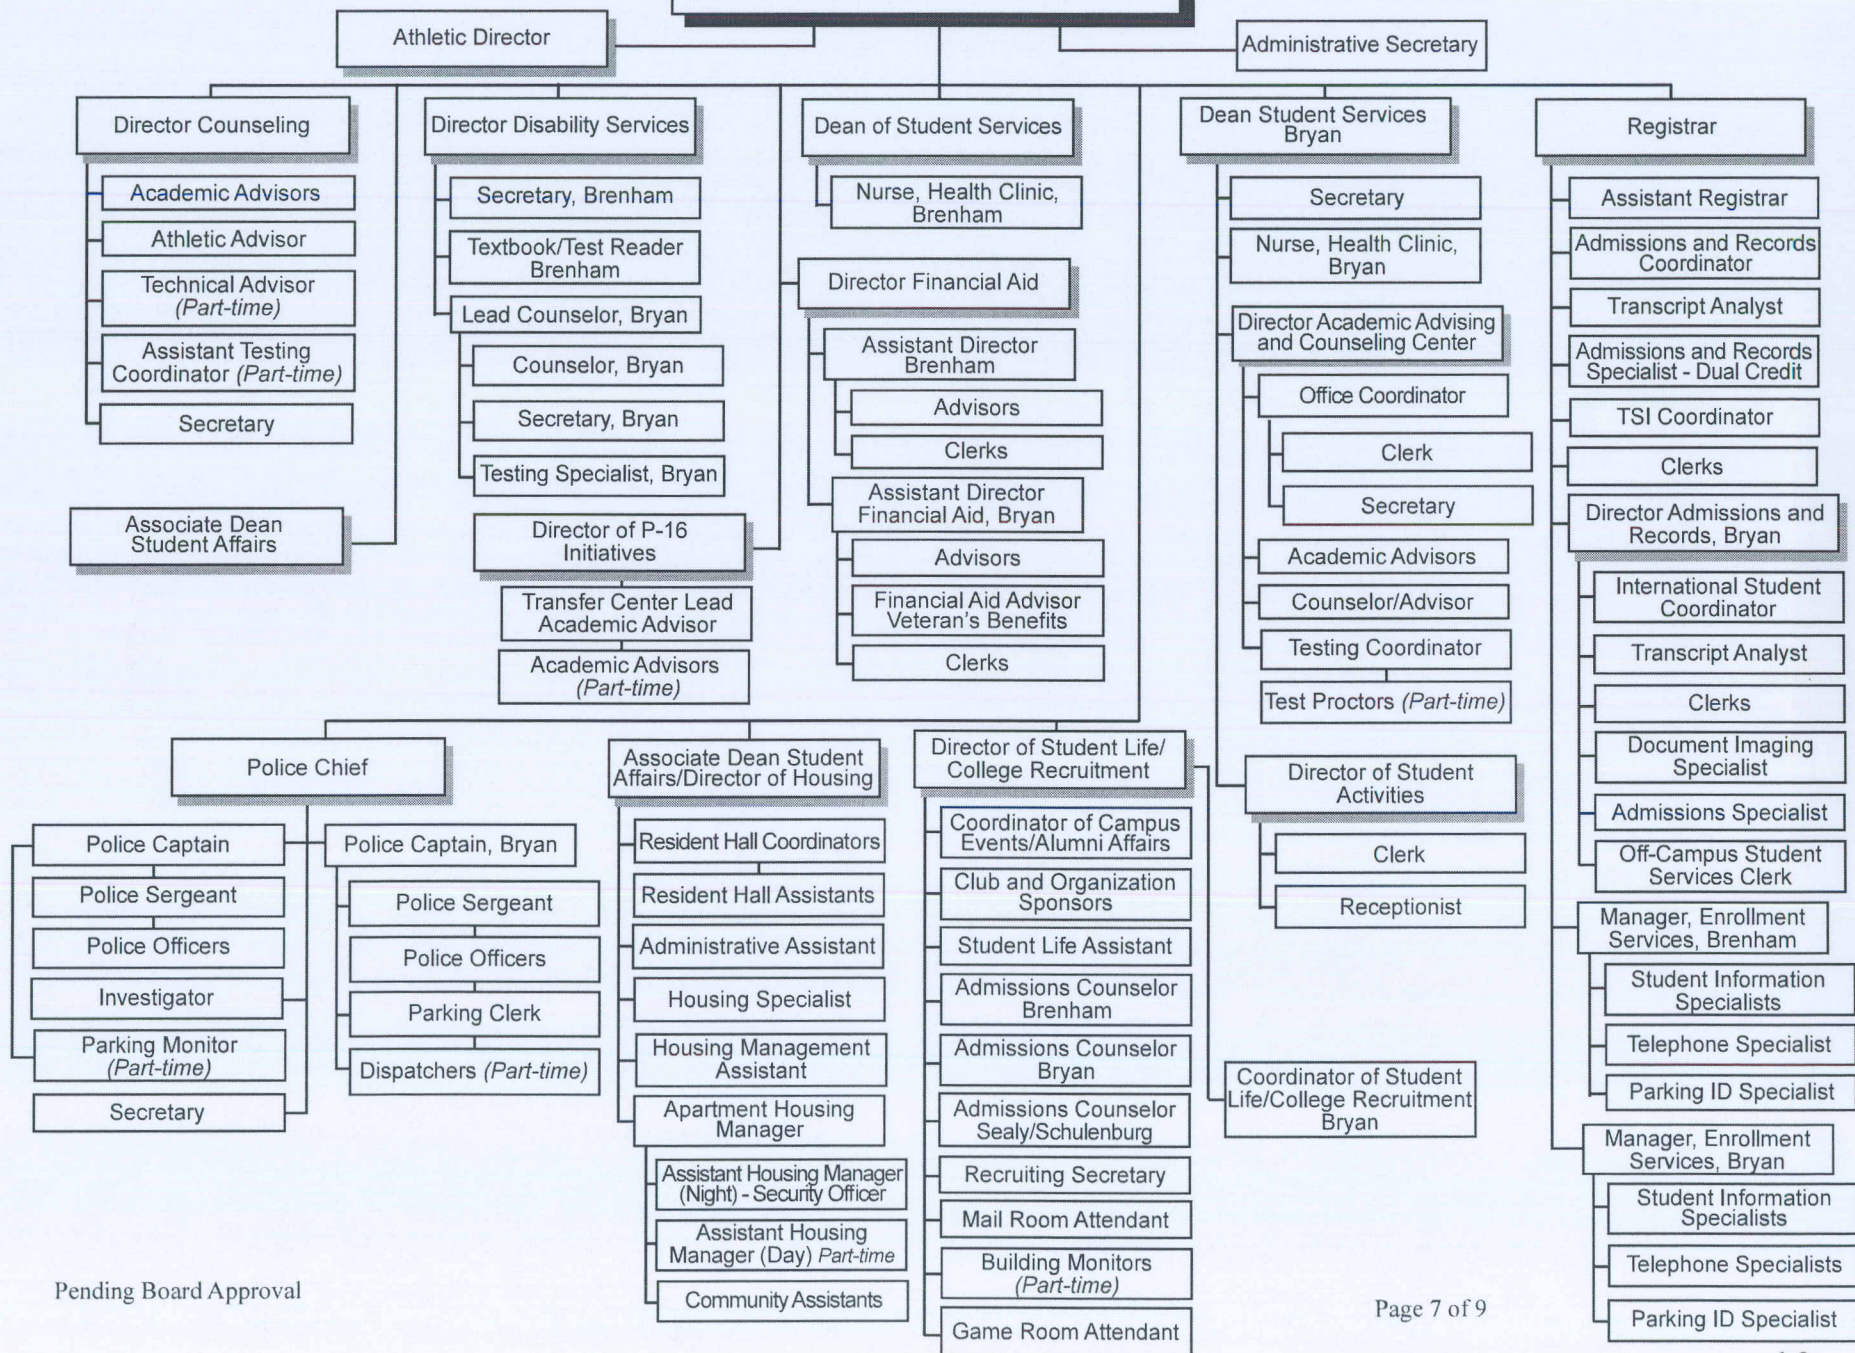 Athletic Director
Administrative Secretary
Director Counseling
Academic Advisors
Athletic Advisor
Technical Advisor
(Part-time)
Assistant Testing
Coordinator (Part-time)
Secretary
Associate Dean
Student Affairs
Director Disability Services
Secretary, Brenham
Textbook/Test Reader
Brenham
Lead Counselor, Bryan
Counselor, Bryan
Secretary, Bryan
Testing Specialist, Bryan
Director of P-16
Initiatives
Transfer Center Lead
Academic Advisor
Academic Advisors
(Part-time)
Dean of Student Services
Nurse, Health Clinic,
Brenham
Director Financial Aid
Assistant Director
Brenham
Advisors
Clerks
Assistant Director
Financial Aid, Bryan
Advisors
Financial Aid Advisor
Veteran's Benefits
Clerks
Dean Student Services
Bryan
Secretary
Nurse, Health Clinic,
Bryan
Director Academic Advising
and Counseling Center
Office Coordinator
Clerk
Secretary
Academic Advisors
Counselor/Advisor
Testing Coordinator
Test Proctors (Part-time)
Director of Student
Activities
Clerk
Receptionist
Registrar
Assistant Registrar
Admissions and Records
Coordinator
Transcript Analyst
Admissions and Records
Specialist - Dual Credit
TSI Coordinator
Clerks
Director Admissions and
Records, Bryan
International Student
Coordinator
Transcript Analyst
Clerks
Document Imaging
Specialist
Admissions Specialist
Off-Campus Student
Services Clerk
Manager, Enrollment
Services, Brenham
Student Information
Specialists
Telephone Specialist
Parking ID Specialist
Manager, Enrollment
Services, Bryan
Student Information
Specialists
Telephone Specialists
Parking ID Specialist
Police Chief
Police Captain
Police Sergeant
Police Officers
Investigator
Parking Monitor
(Part-time)
Secretary
Police Captain, Bryan
Police Sergeant
Police Officers
Parking Clerk
Dispatchers (Part-time)
Associate Dean Student
Affairs/Director of Housing
Resident Hall Coordinators
Resident Hall Assistants
Administrative Assistant
Housing Specialist
Housing Management
Assistant
Apartment Housing
Manager
Assistant Housing Manager
(Night) - Security Officer
Assistant Housing
Manager (Day) Part-time
Community Assistants
Director of Student Life/
College Recruitment
Coordinator of Campus
Events/Alumni Affairs
Club and Organization
Sponsors
Student Life Assistant
Admissions Counselor
Brenham
Admissions Counselor
Bryan
Admissions Counselor
Sealy/Schulenburg
Recruiting Secretary
Mail Room Attendant
Building Monitors
(Part-time)
Game Room Attendant
Coordinator of Student
Life/College Recruitment
Bryan
Pending Board Approval
Page 7 of 9